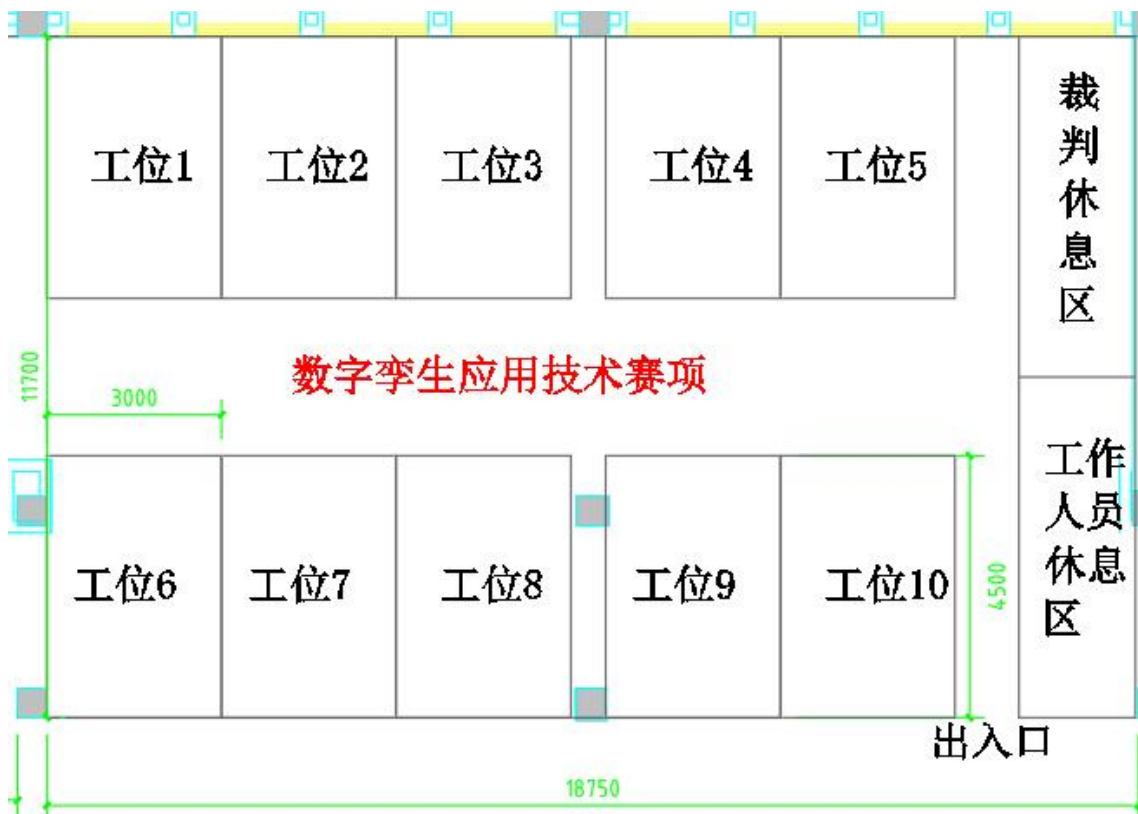 工位1
工位2
工位3
工位4
工位5
裁判休息区
数字孪生应用技术赛项
11700
3000
工位6
工位7
工位8
工位9
工位10
4500
工作
人员
休息
区
出入口
18750